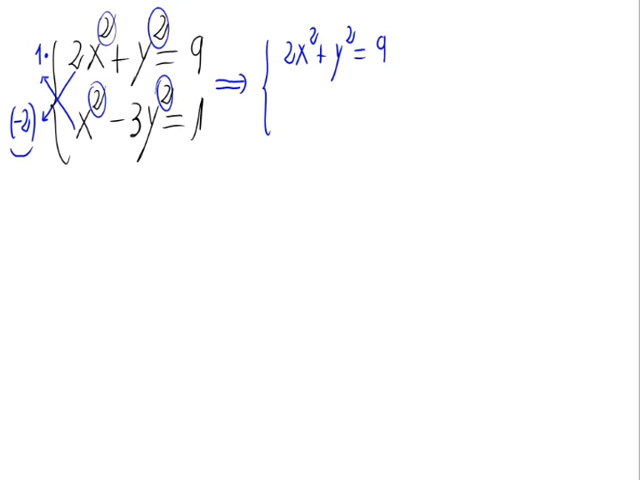 1· { 2x² + y² = 9 ⟹ { 2x² + y² = 9
(-2) { x² - 3y² = 1